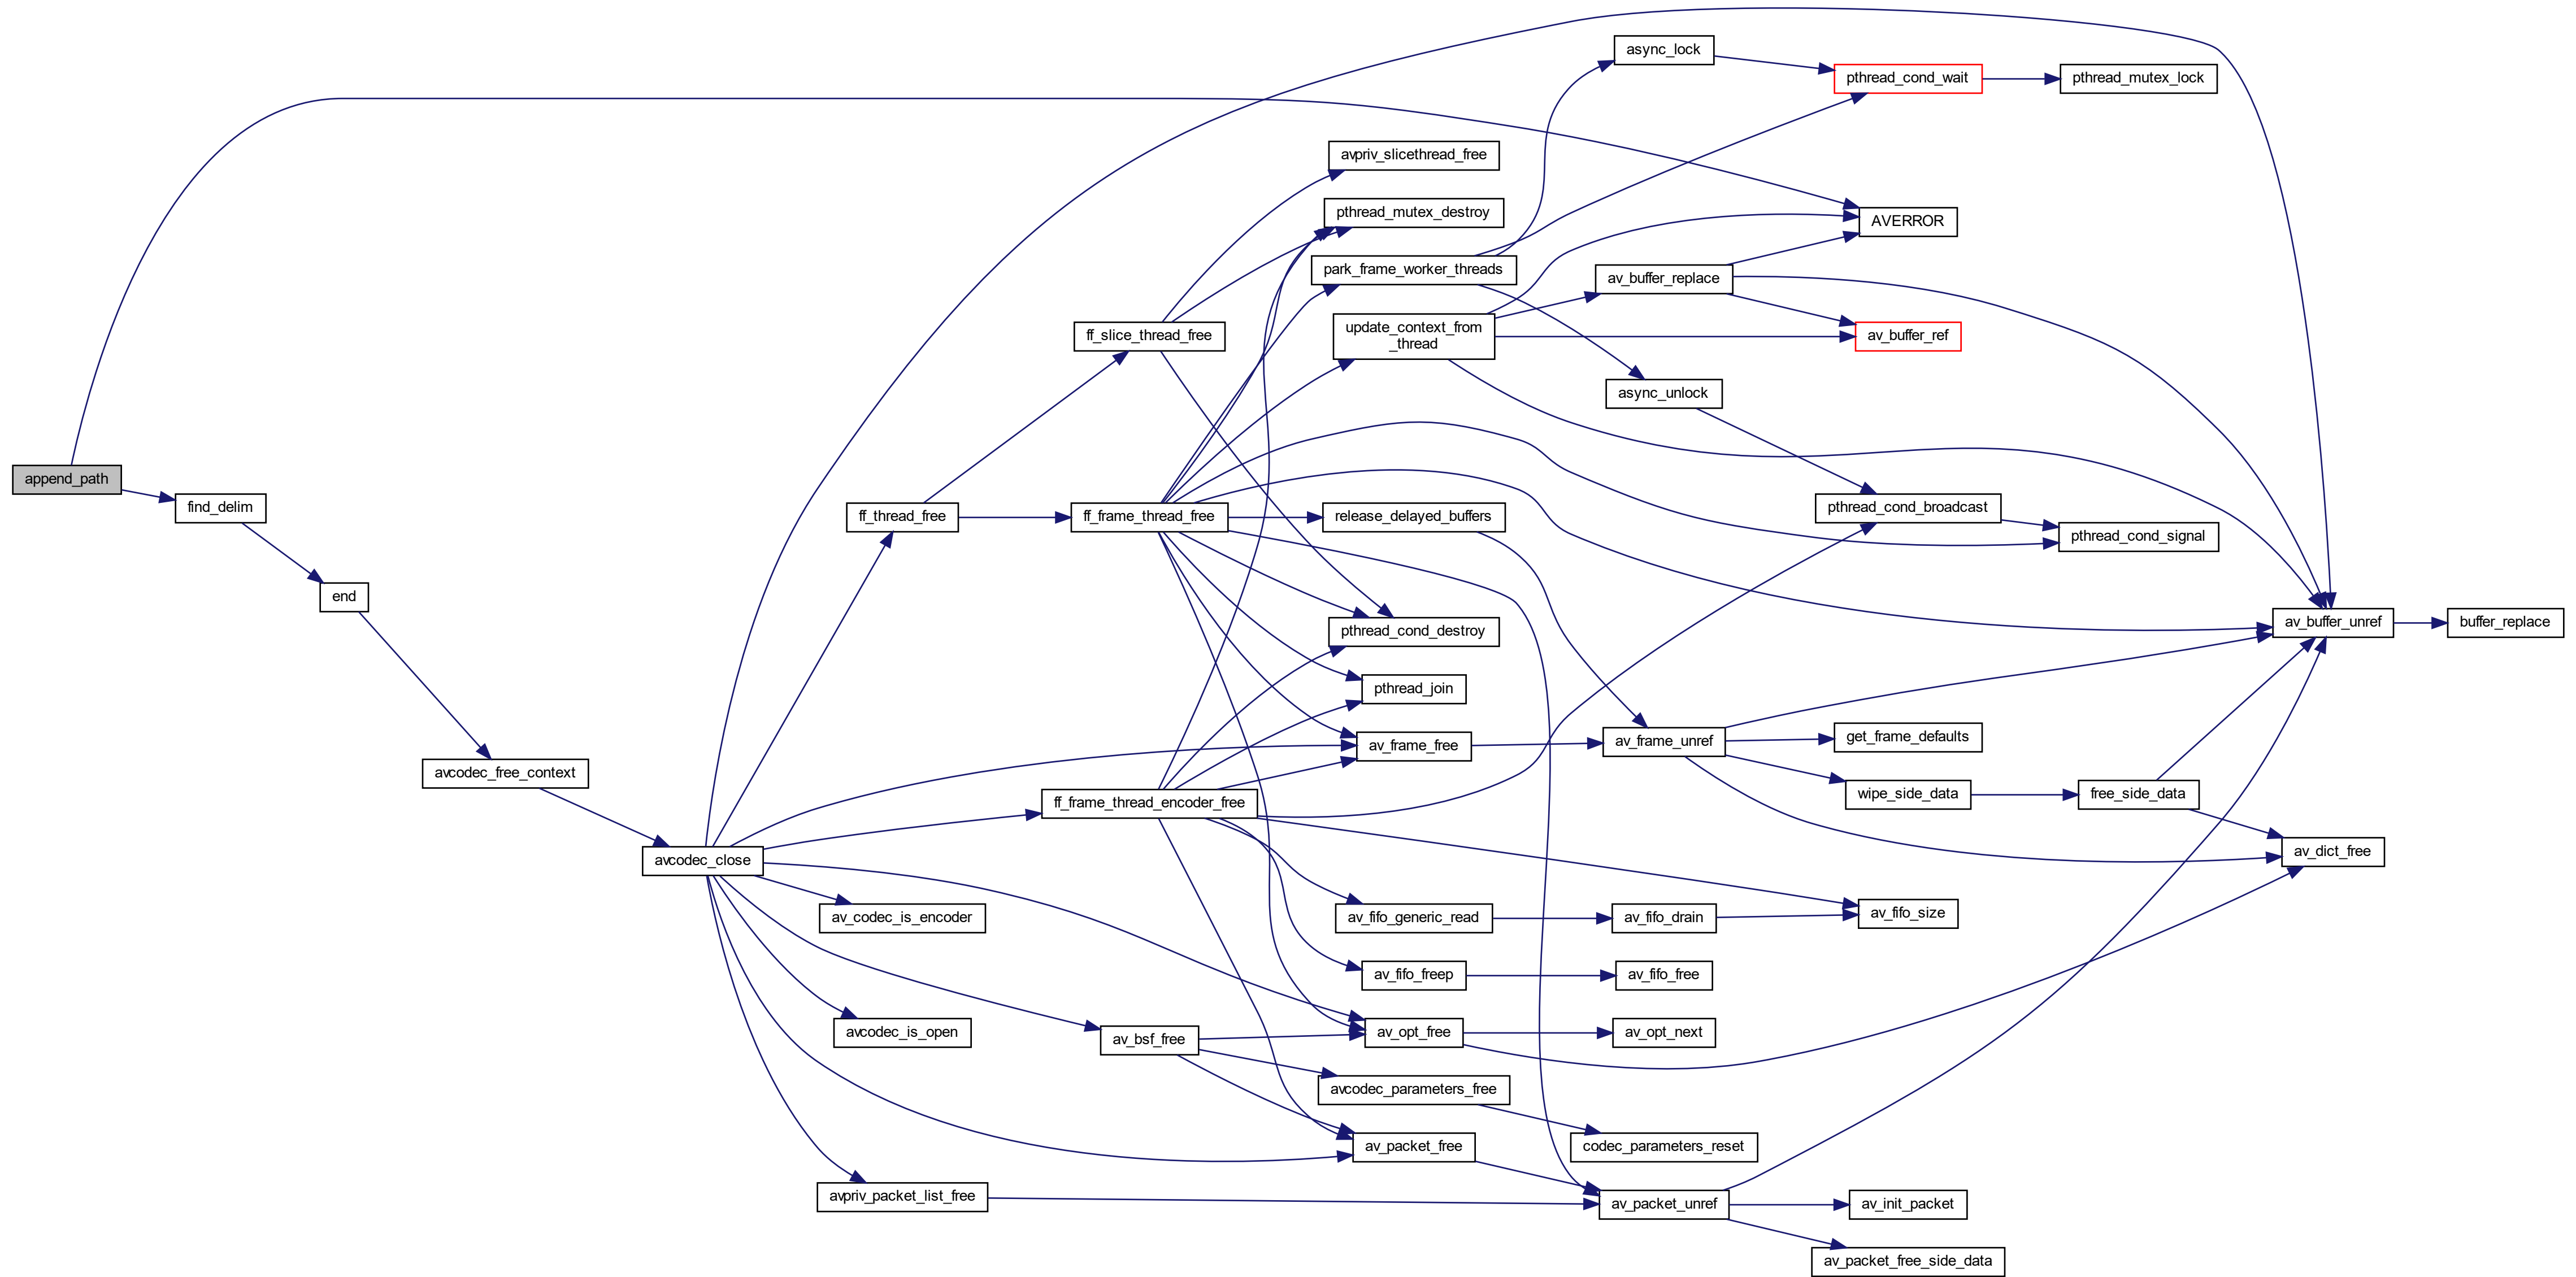 append_path
find_delim
end
avcodec_free_context
avcodec_close
ff_thread_free
av_codec_is_encoder
avcodec_is_open
avpriv_packet_list_free
ff_slice_thread_free
ff_frame_thread_free
ff_frame_thread_encoder_free
av_bsf_free
avpriv_slicethread_free
pthread_mutex_destroy
park_frame_worker_threads
update_context_from
_thread
release_delayed_buffers
pthread_cond_destroy
pthread_join
av_frame_free
av_fifo_generic_read
av_fifo_freep
av_opt_free
avcodec_parameters_free
av_packet_free
async_lock
av_buffer_replace
async_unlock
av_frame_unref
av_fifo_drain
av_fifo_free
av_opt_next
codec_parameters_reset
av_packet_unref
pthread_cond_wait
AVERROR
av_buffer_ref
pthread_cond_broadcast
get_frame_defaults
wipe_side_data
av_fifo_size
av_init_packet
av_packet_free_side_data
pthread_mutex_lock
pthread_cond_signal
free_side_data
av_buffer_unref
av_dict_free
buffer_replace